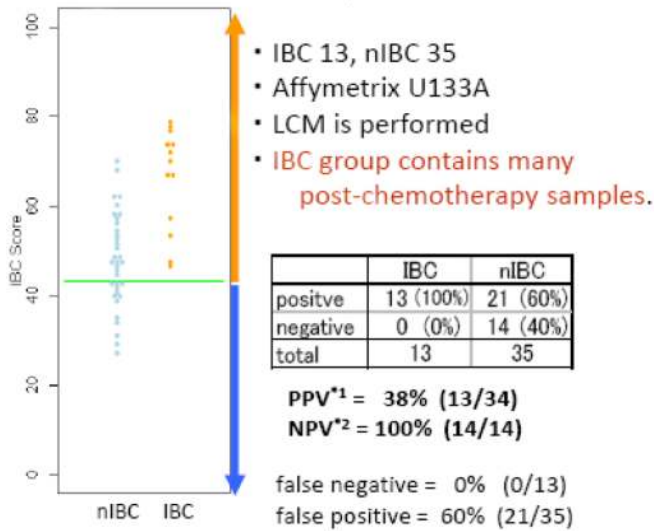 100
80
60
40
20
0
IBC Score
nIBC
IBC
· IBC 13, nIBC 35
· Affymetrix U133A
· LCM is performed
· IBC group contains many
post-chemotherapy samples.
IBC nIBC
positve 13 (100%) 21 (60%)
negative 0 (0%) 14 (40%)
total 13 35
PPV*1 = 38% (13/34)
NPV*2 = 100% (14/14)
false negative = 0% (0/13)
false positive = 60% (21/35)